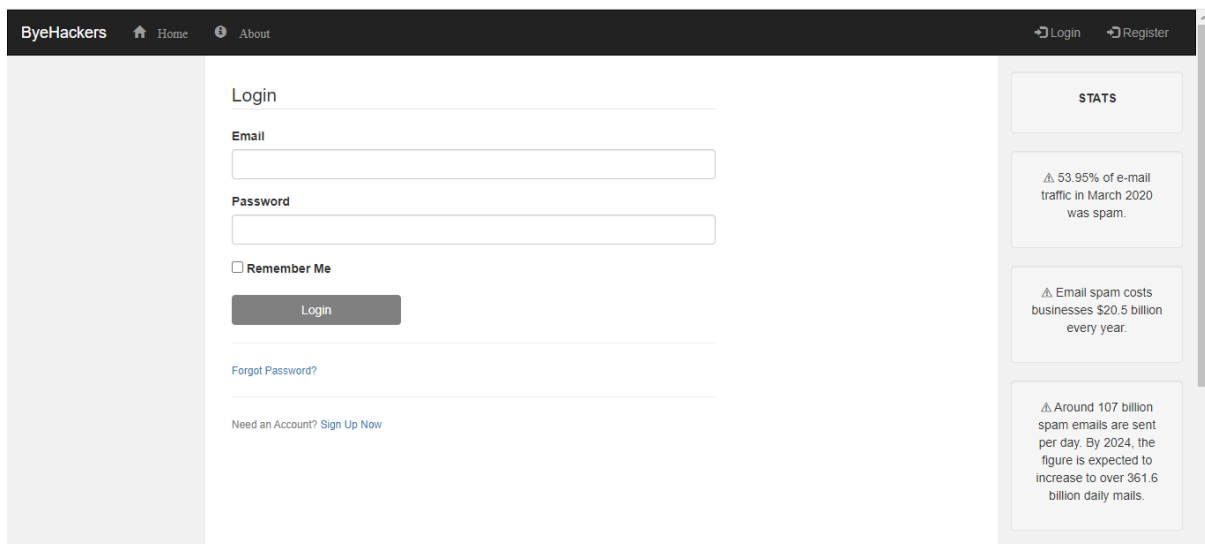 ByeHackers Home About Login Register
Login
Email
Password
Remember Me
Login
Forgot Password?
Need an Account? Sign Up Now
STATS
⚠ 53.95% of e-mail
traffic in March 2020
was spam.
⚠ Email spam costs
businesses $20.5 billion
every year.
⚠ Around 107 billion
spam emails are sent
per day. By 2024, the
figure is expected to
increase to over 361.6
billion daily mails.